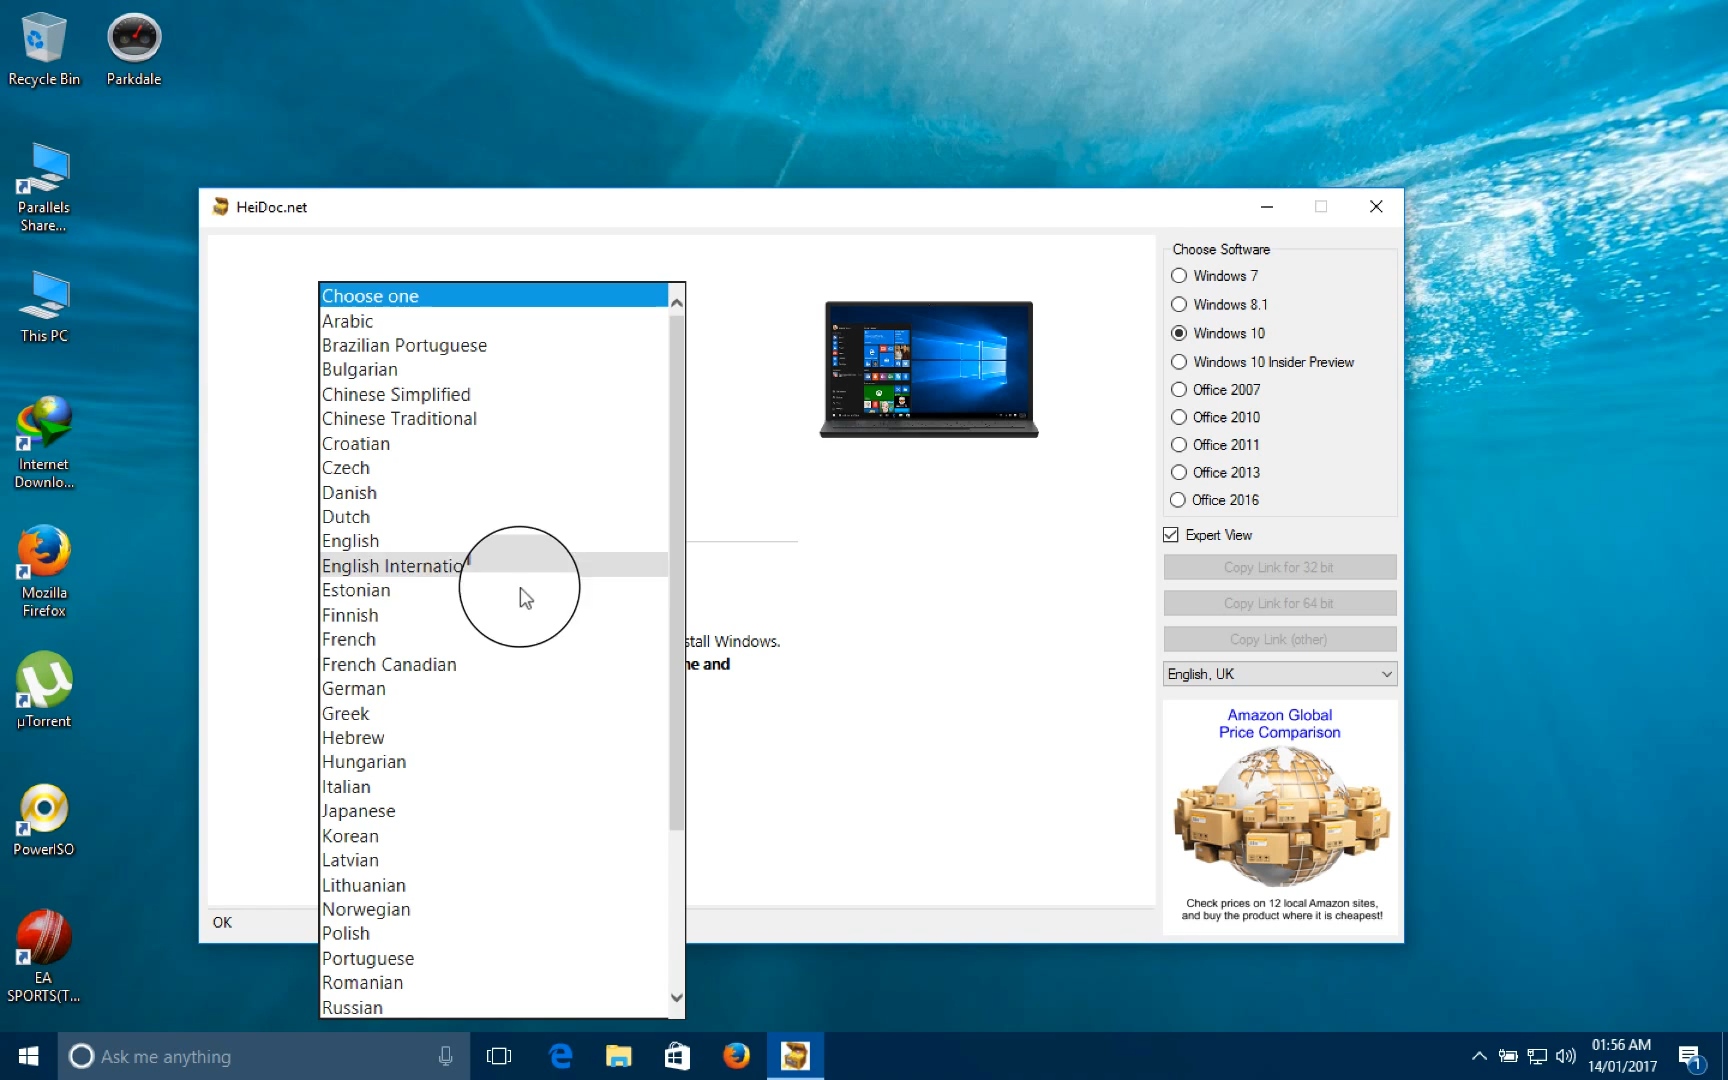 Recycle Bin
Parkdale
Parallels
Share...
This PC
Internet
Downlo...
Mozilla
Firefox
µTorrent
PowerISO
EA
SPORTS(T...
HeiDoc.net
Choose one
Arabic
Brazilian Portuguese
Bulgarian
Chinese Simplified
Chinese Traditional
Croatian
Czech
Danish
Dutch
English
English Internatio
Estonian
Finnish
French
French Canadian
German
Greek
Hebrew
Hungarian
Italian
Japanese
Korean
Latvian
Lithuanian
Norwegian
Polish
Portuguese
Romanian
Russian
stall Windows.
ne and
OK
Choose Software
Windows 7
Windows 8.1
Windows 10
Windows 10 Insider Preview
Office 2007
Office 2010
Office 2011
Office 2013
Office 2016
Expert View
Copy Link for 32 bit
Copy Link for 64 bit
Copy Link (other)
English, UK
Amazon Global
Price Comparison
Check prices on 12 local Amazon sites,
and buy the product where it is cheapest!
Ask me anything
01:56 AM
14/01/2017
1